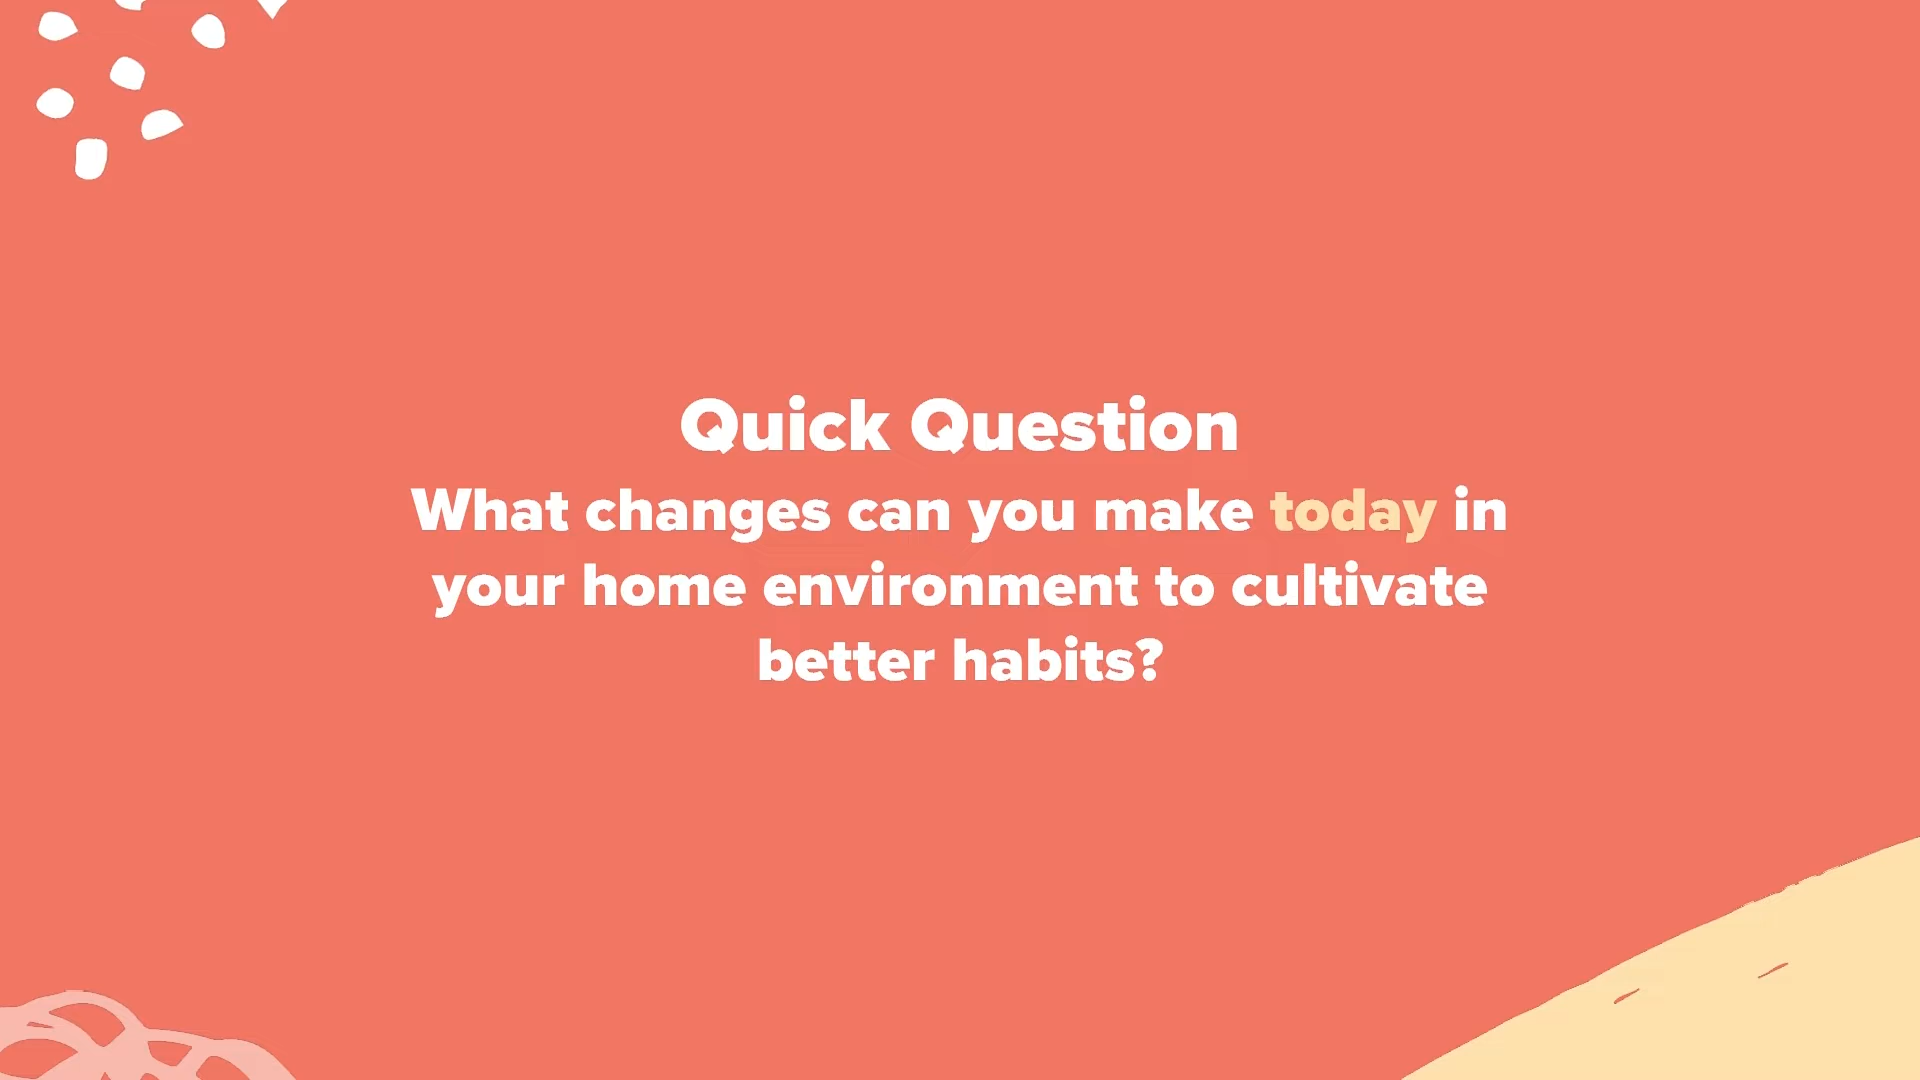 Quick Question
What changes can you make today in
your home environment to cultivate
better habits?